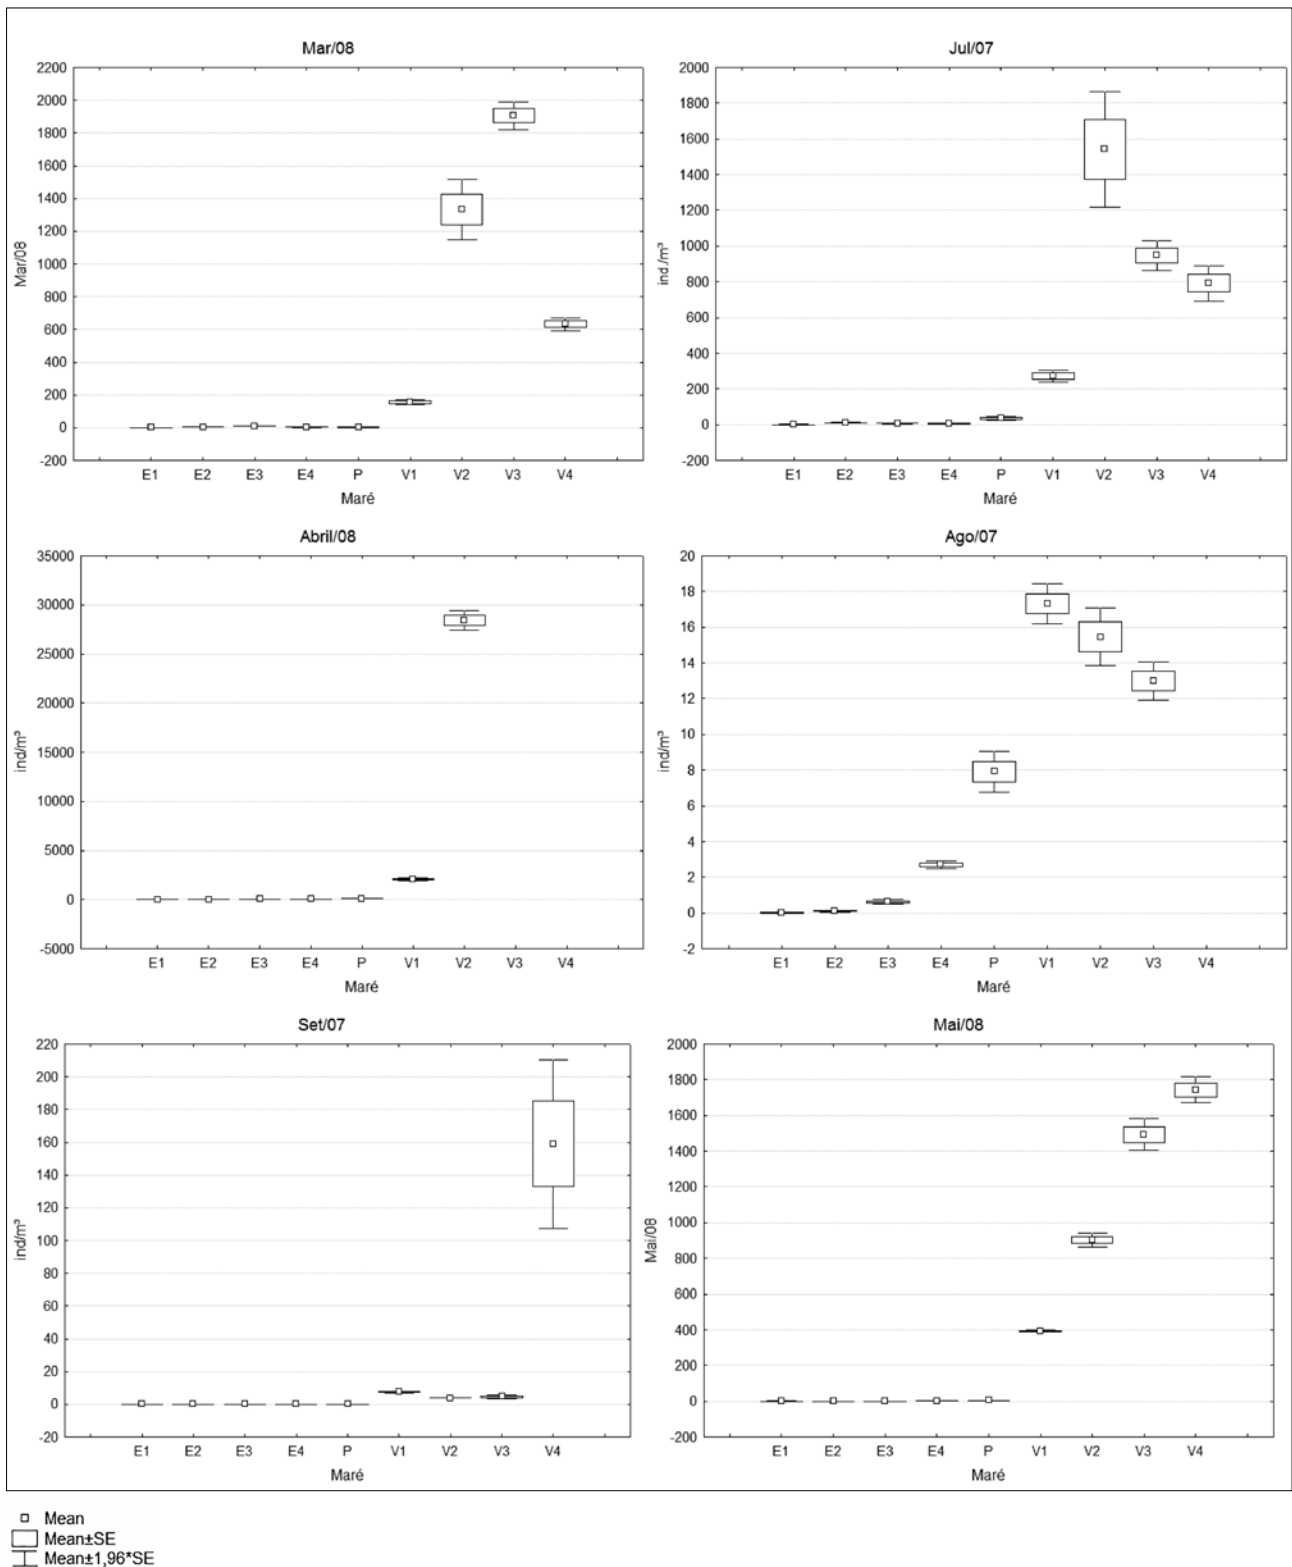 Mar/08
2200
2000
1800
1600
1400
1200
1000
800
600
400
200
0
-200
Mar/08
E1 E2 E3 E4 P V1 V2 V3 V4
Maré
Jul/07
2000
1800
1600
1400
1200
1000
800
600
400
200
0
-200
ind./m³
E1 E2 E3 E4 P V1 V2 V3 V4
Maré
Abril/08
35000
30000
25000
20000
15000
10000
5000
0
-5000
ind/m³
E1 E2 E3 E4 P V1 V2 V3 V4
Maré
Ago/07
20
18
16
14
12
10
8
6
4
2
0
-2
ind/m³
E1 E2 E3 E4 P V1 V2 V3 V4
Maré
Set/07
220
200
180
160
140
120
100
80
60
40
20
0
-20
ind/m³
E1 E2 E3 E4 P V1 V2 V3 V4
Maré
Mai/08
2000
1800
1600
1400
1200
1000
800
600
400
200
0
-200
Mai/08
E1 E2 E3 E4 P V1 V2 V3 V4
Maré
Mean
Mean±SE
Mean±1,96*SE